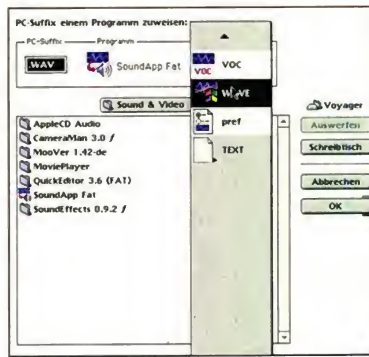 PC-Suffix einem Programm zuweisen:
PC-Suffix
Programm
.WAV
SoundApp Fat
VOC
VOC
WAVE
pref
TEXT
Sound & Video
AppleCD Audio
CameraMan 3.0 ƒ
MooVer 1.42-de
MoviePlayer
QuickEditor 3.6 (FAT)
SoundApp Fat
SoundEffects 0.9.2 ƒ
Voyager
Auswerfen
Schreibtisch
Abbrechen
OK